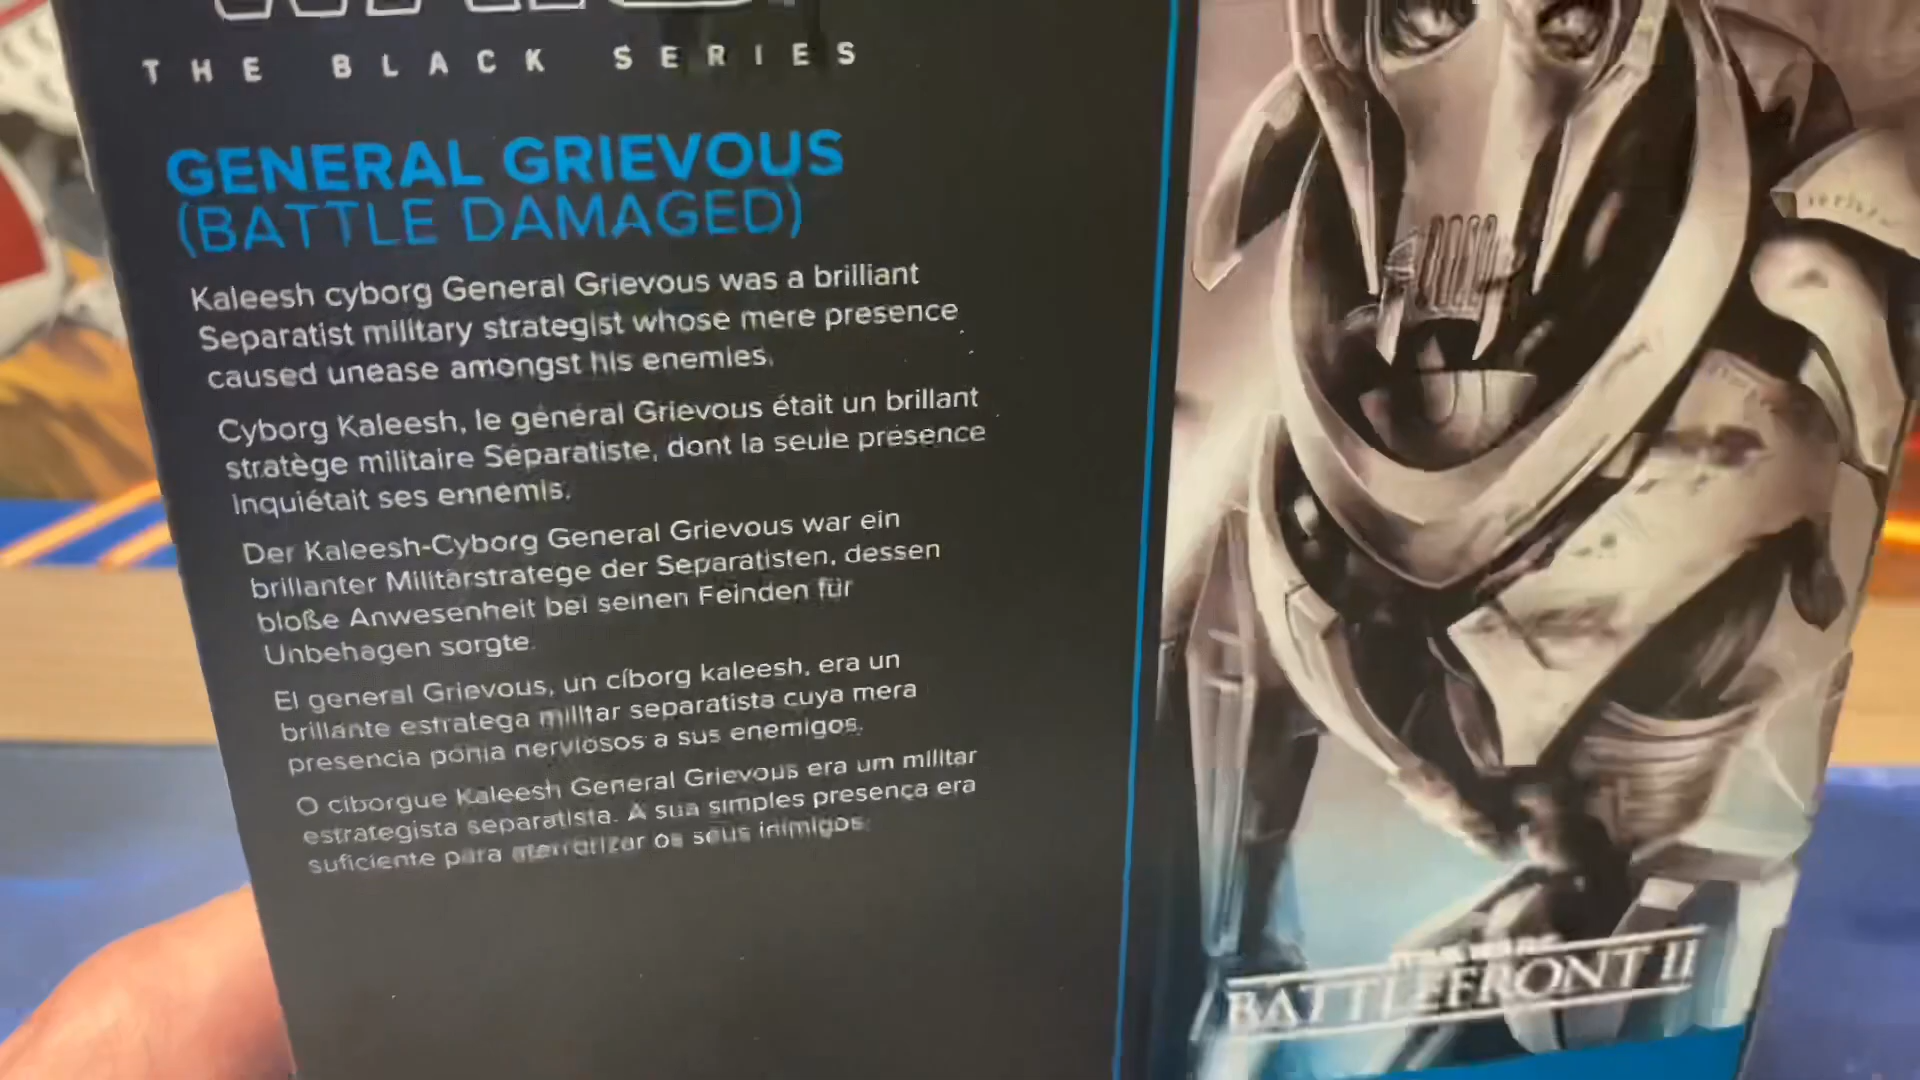 THE BLACK SERIES
GENERAL GRIEVOUS
(BATTLE DAMAGED)
Kaleesh cyborg General Grievous was a brilliant
Separatist military strategist whose mere presence
caused unease amongst his enemies.
Cyborg Kaleesh, le général Grievous était un brillant
stratège militaire Séparatiste, dont la seule présence
inquiétait ses ennemis.
Der Kaleesh-Cyborg General Grievous war ein
brillanter Militärstratege der Separatisten, dessen
bloße Anwesenheit bei seinen Feinden für
Unbehagen sorgte.
El general Grievous, un cíborg kaleesh, era un
brillante estratega militar separatista cuya mera
presencia ponía nerviosos a sus enemigos.
O ciborgue Kaleesh General Grievous era um militar
estrategista separatista. A sua simples presença era
suficiente para aterrorizar os seus inimigos.
STAR WARS
BATTLEFRONT II